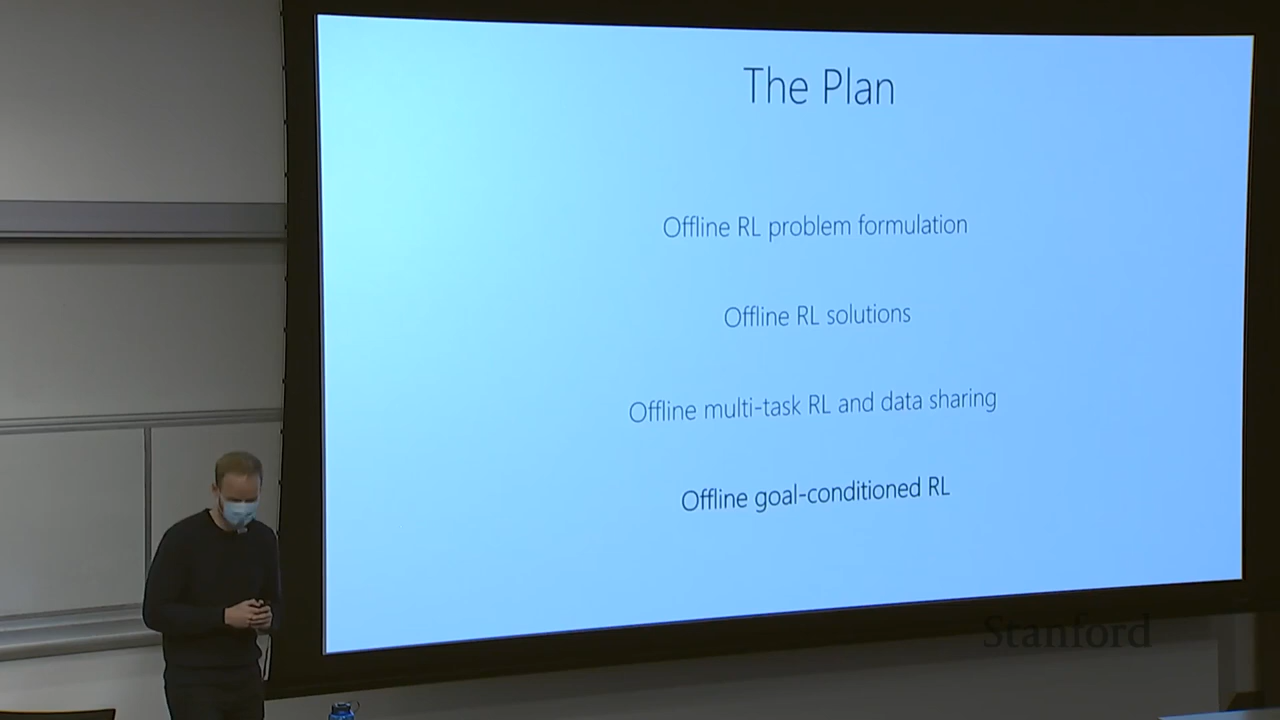 The Plan
Offline RL problem formulation
Offline RL solutions
Offline multi-task RL and data sharing
Offline goal-conditioned RL
Stanford